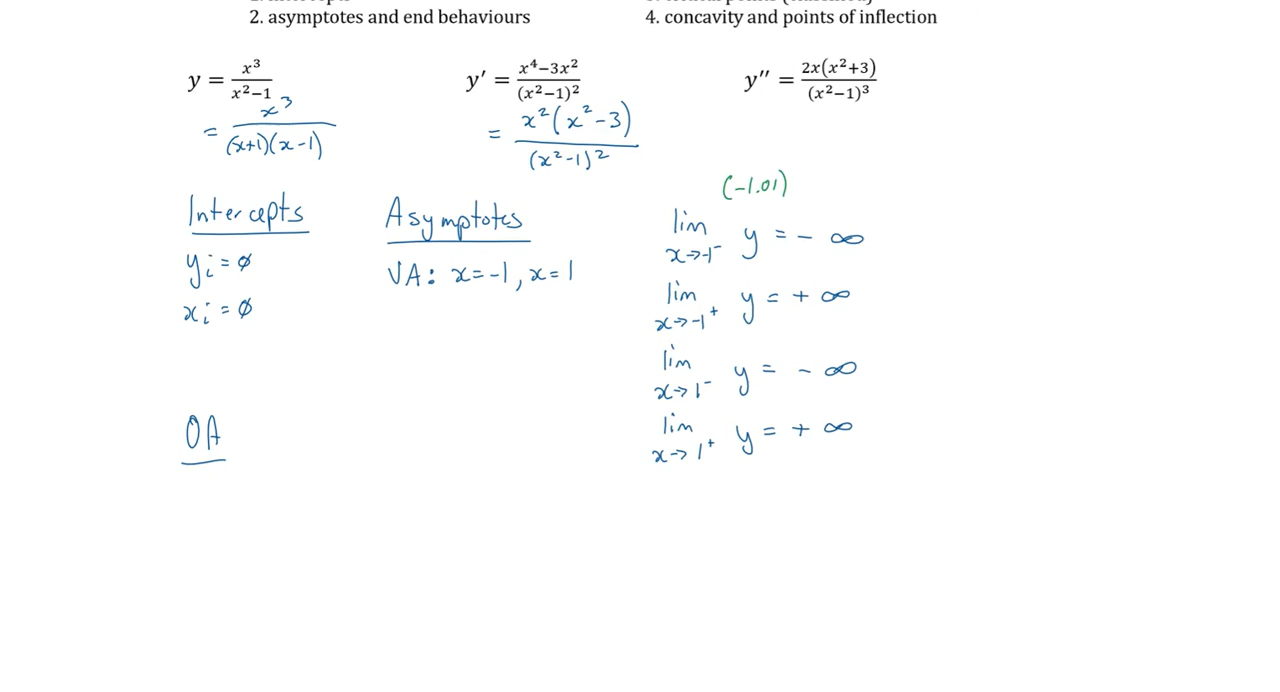 2. asymptotes and end behaviours
4. concavity and points of inflection
y = x³/(x²−1)
y′ = (x⁴−3x²)/(x²−1)²
y″ = 2x(x²+3)/(x²−1)³
= x³/((x+1)(x−1))
= x²(x²−3)/(x²−1)²
Intercepts
yi = ∅
xi = ∅
Asymptotes
VA: x=-1, x=1
(-1.01)
lim x→-1⁻ y = -∞
lim x→-1⁺ y = +∞
lim x→1⁻ y = -∞
lim x→1⁺ y = +∞
OA